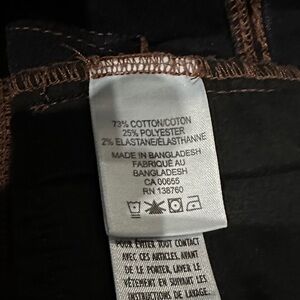 73% COTTON/COTON
25% POLYESTER
2% ELASTANE/ELASTHANNE
MADE IN BANGLADESH
FABRIQUÉ AU
BANGLADESH
CA 00655
RN 138760
POUR ÉVITER TOUT CONTACT
AVEC CES ARTICLES, AVANT
DE LE PORTER, LAVER LE
VÊTEMENT EN SUIVANT LES
INSTRUCTIONS DE LAVAGE.